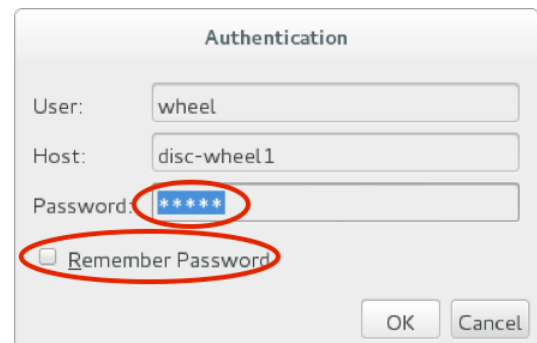 Authentication
User: wheel
Host: disc-wheel1
Password: *****
Remember Password
OK Cancel